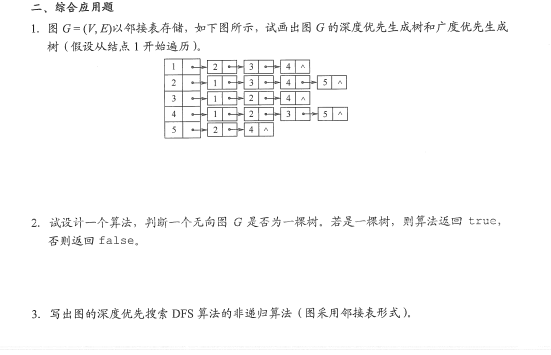 二、综合应用题
1. 图 G=(V, E)以邻接表存储，如下图所示，试画出图 G 的深度优先生成树和广度优先生成
树（假设从结点 1 开始遍历）。
1 2 3 4 ^
2 1 3 4 5 ^
3 1 2 4 ^
4 1 2 3 5 ^
5 2 4 ^
2. 试设计一个算法，判断一个无向图 G 是否为一棵树。若是一棵树，则算法返回 true，
否则返回 false。
3. 写出图的深度优先搜索 DFS 算法的非递归算法（图采用邻接表形式）。